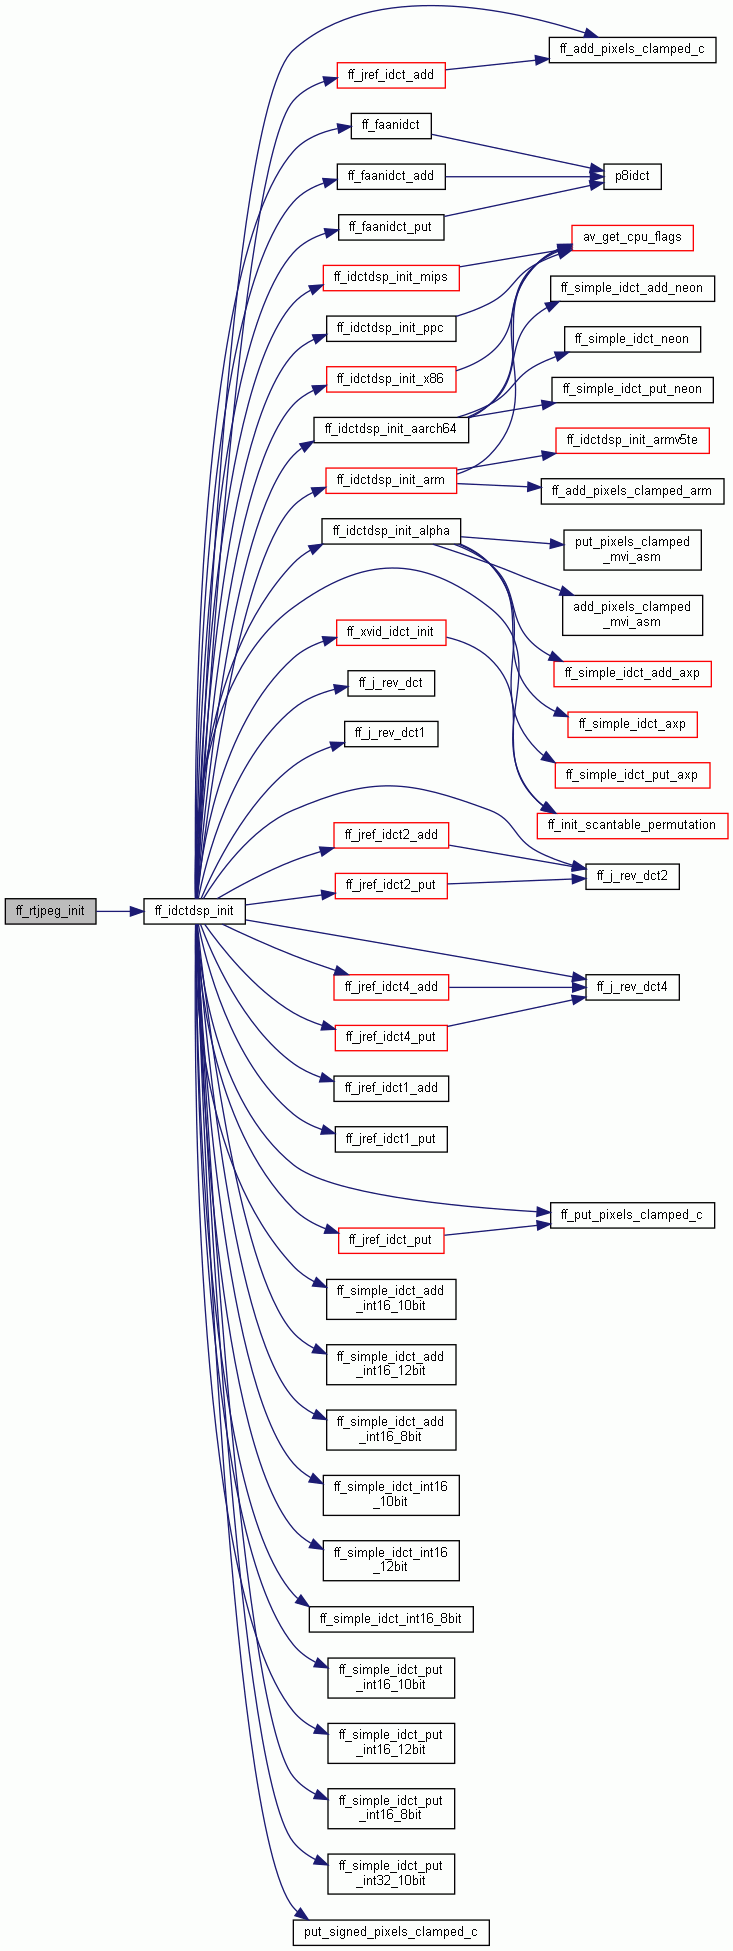 ff_add_pixels_clamped_c
ff_jref_idct_add
ff_faanidct
ff_faanidct_add
p8idct
ff_faanidct_put
av_get_cpu_flags
ff_idctdsp_init_mips
ff_simple_idct_add_neon
ff_idctdsp_init_ppc
ff_simple_idct_neon
ff_idctdsp_init_x86
ff_simple_idct_put_neon
ff_idctdsp_init_aarch64
ff_idctdsp_init_armv5te
ff_idctdsp_init_arm
ff_add_pixels_clamped_arm
ff_idctdsp_init_alpha
put_pixels_clamped
_mvi_asm
add_pixels_clamped
_mvi_asm
ff_xvid_idct_init
ff_simple_idct_add_axp
ff_j_rev_dct
ff_simple_idct_axp
ff_j_rev_dct1
ff_simple_idct_put_axp
ff_init_scantable_permutation
ff_jref_idct2_add
ff_j_rev_dct2
ff_jref_idct2_put
ff_rtjpeg_init
ff_idctdsp_init
ff_jref_idct4_add
ff_j_rev_dct4
ff_jref_idct4_put
ff_jref_idct1_add
ff_jref_idct1_put
ff_put_pixels_clamped_c
ff_jref_idct_put
ff_simple_idct_add
_int16_10bit
ff_simple_idct_add
_int16_12bit
ff_simple_idct_add
_int16_8bit
ff_simple_idct_int16
_10bit
ff_simple_idct_int16
_12bit
ff_simple_idct_int16_8bit
ff_simple_idct_put
_int16_10bit
ff_simple_idct_put
_int16_12bit
ff_simple_idct_put
_int16_8bit
ff_simple_idct_put
_int32_10bit
put_signed_pixels_clamped_c